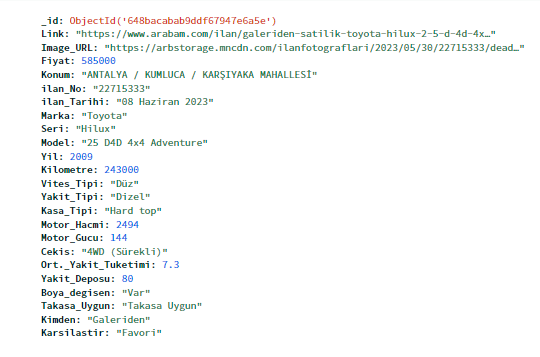 _id: ObjectId('648bacabab9ddf67947e6a5e')
Link: "https://www.arabam.com/ilan/galeriden-satilik-toyota-hilux-2-5-d-4d-4x…"
Image_URL: "https://arbstorage.mncdn.com/ilanfotograflari/2023/05/30/22715333/dead…"
Fiyat: 585000
Konum: "ANTALYA / KUMLUCA / KARŞIYAKA MAHALLESİ"
ilan_No: "22715333"
ilan_Tarihi: "08 Haziran 2023"
Marka: "Toyota"
Seri: "Hilux"
Model: "25 D4D 4x4 Adventure"
Yil: 2009
Kilometre: 243000
Vites_Tipi: "Düz"
Yakit_Tipi: "Dizel"
Kasa_Tipi: "Hard top"
Motor_Hacmi: 2494
Motor_Gucu: 144
Cekis: "4WD (Sürekli)"
Ort._Yakit_Tuketimi: 7.3
Yakit_Deposu: 80
Boya_degisen: "Var"
Takasa_Uygun: "Takasa Uygun"
Kimden: "Galeriden"
Karsilastir: "Favori"